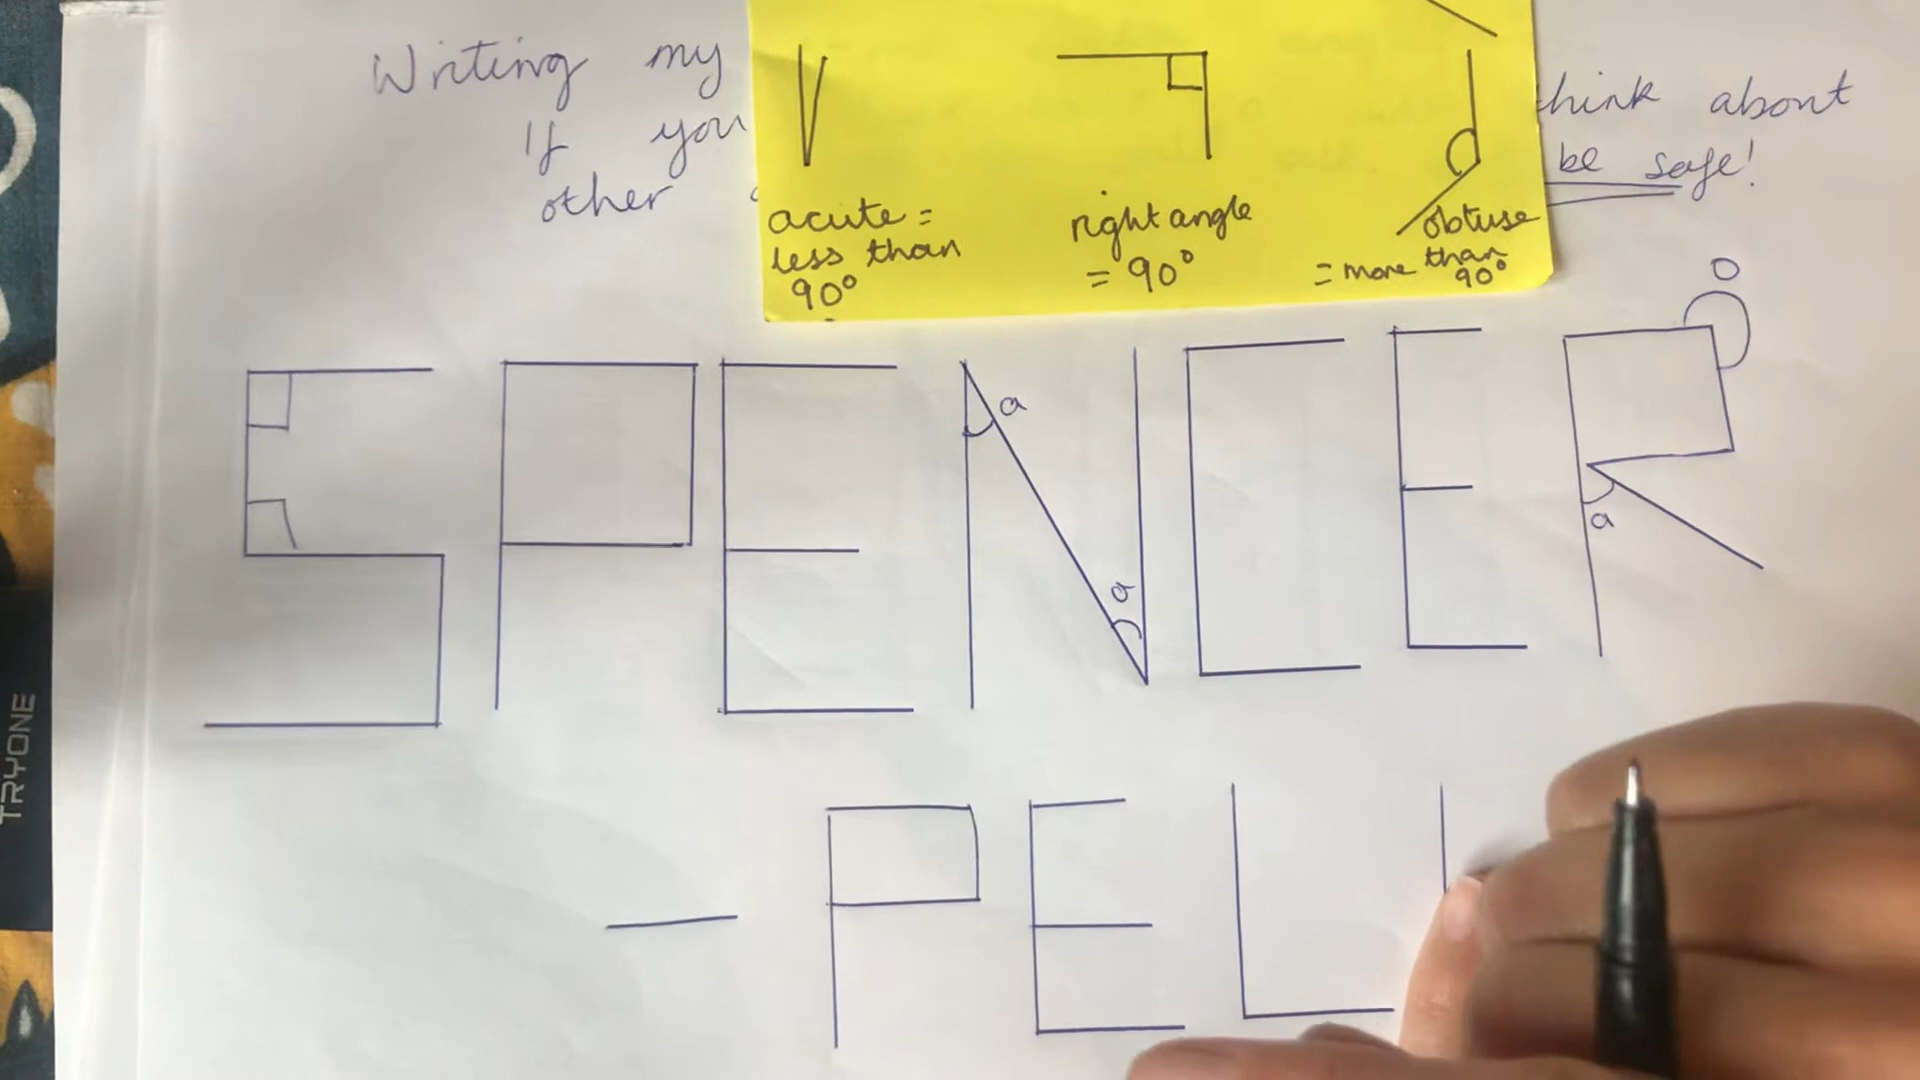 Writing my
If you think about
other be safe!
acute = less than 90°
right angle = 90°
obtuse = more than 90°
o
SPENCER
a
a
a
- PEL
TRYONE